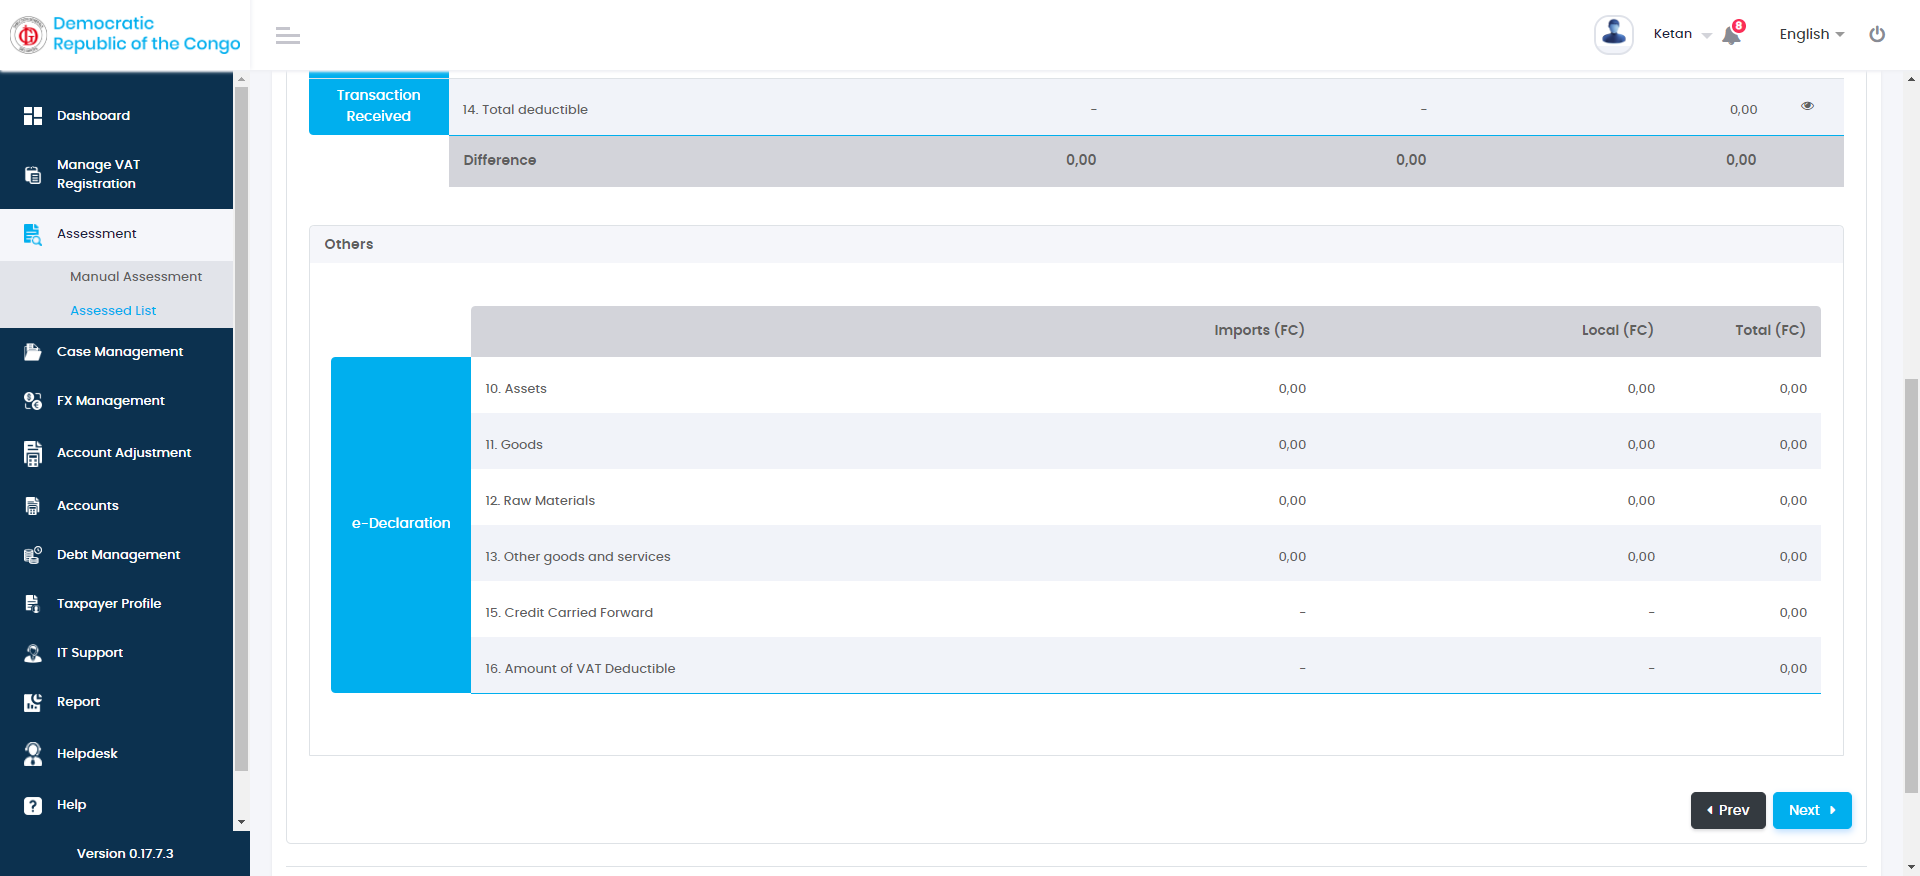 Democratic
Republic of the Congo
Ketan
8
English
Dashboard
Manage VAT
Registration
Assessment
Manual Assessment
Assessed List
Case Management
FX Management
Account Adjustment
Accounts
Debt Management
Taxpayer Profile
IT Support
Report
Helpdesk
Help
Version 0.17.7.3
Transaction
Received
14. Total deductible - - 0,00
Difference 0,00 0,00 0,00
Others
Imports (FC) Local (FC) Total (FC)
e-Declaration
10. Assets 0,00 0,00 0,00
11. Goods 0,00 0,00 0,00
12. Raw Materials 0,00 0,00 0,00
13. Other goods and services 0,00 0,00 0,00
15. Credit Carried Forward - - 0,00
16. Amount of VAT Deductible - - 0,00
Prev
Next